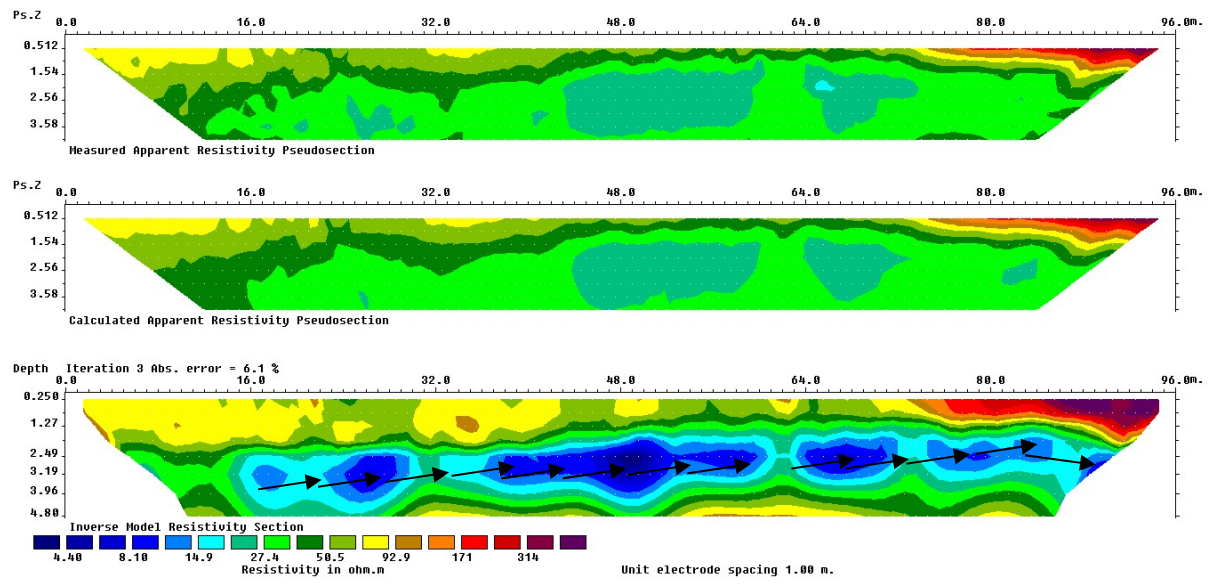 Ps.Z 0.0 16.0 32.0 48.0 64.0 80.0 96.0 m.
0.512
1.54
2.56
3.58
Measured Apparent Resistivity Pseudosection
Ps.Z 0.0 16.0 32.0 48.0 64.0 80.0 96.0 m.
0.512
1.54
2.56
3.58
Calculated Apparent Resistivity Pseudosection
Depth Iteration 3 Abs. error = 6.1 %
0.0 16.0 32.0 48.0 64.0 80.0 96.0 m.
0.250
1.27
2.49
3.19
3.96
4.80
Inverse Model Resistivity Section
4.40 8.10 14.9 27.4 50.5 92.9 171 314
Resistivity in ohm.m Unit electrode spacing 1.00 m.